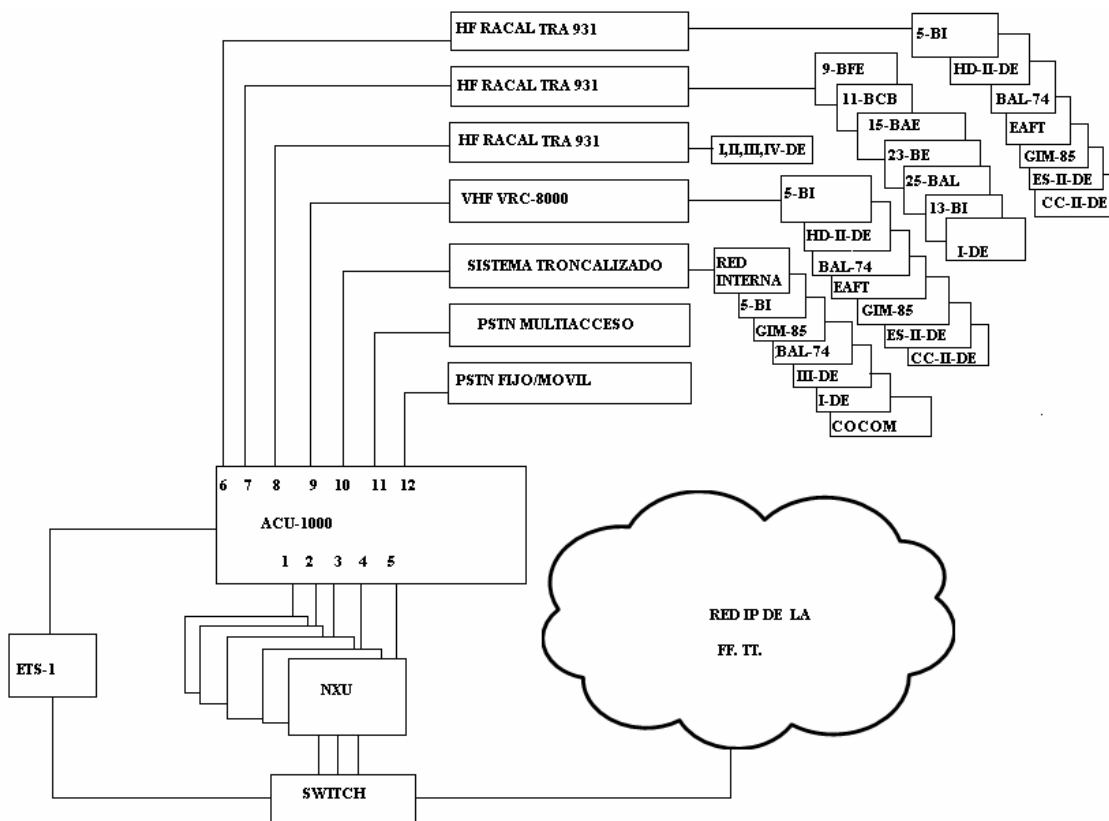 HF RACAL TRA 931
5-BI
HD-II-DE
BAL-74
EAFT
GIM-85
ES-II-DE
CC-II-DE
HF RACAL TRA 931
9-BFE
11-BCB
15-BAE
23-BE
25-BAL
13-BI
I-DE
HF RACAL TRA 931
I,II,III,IV-DE
VHF VRC-8000
5-BI
HD-II-DE
BAL-74
EAFT
GIM-85
ES-II-DE
CC-II-DE
SISTEMA TRONCALIZADO
RED
INTERNA
5-BI
GIM-85
BAL-74
III-DE
I-DE
COCOM
PSTN MULTIACCESO
PSTN FIJO/MOVIL
6 7 8 9 10 11 12
ACU-1000
1 2 3 4 5
ETS-1
NXU
SWITCH
RED IP DE LA
FF. TT.